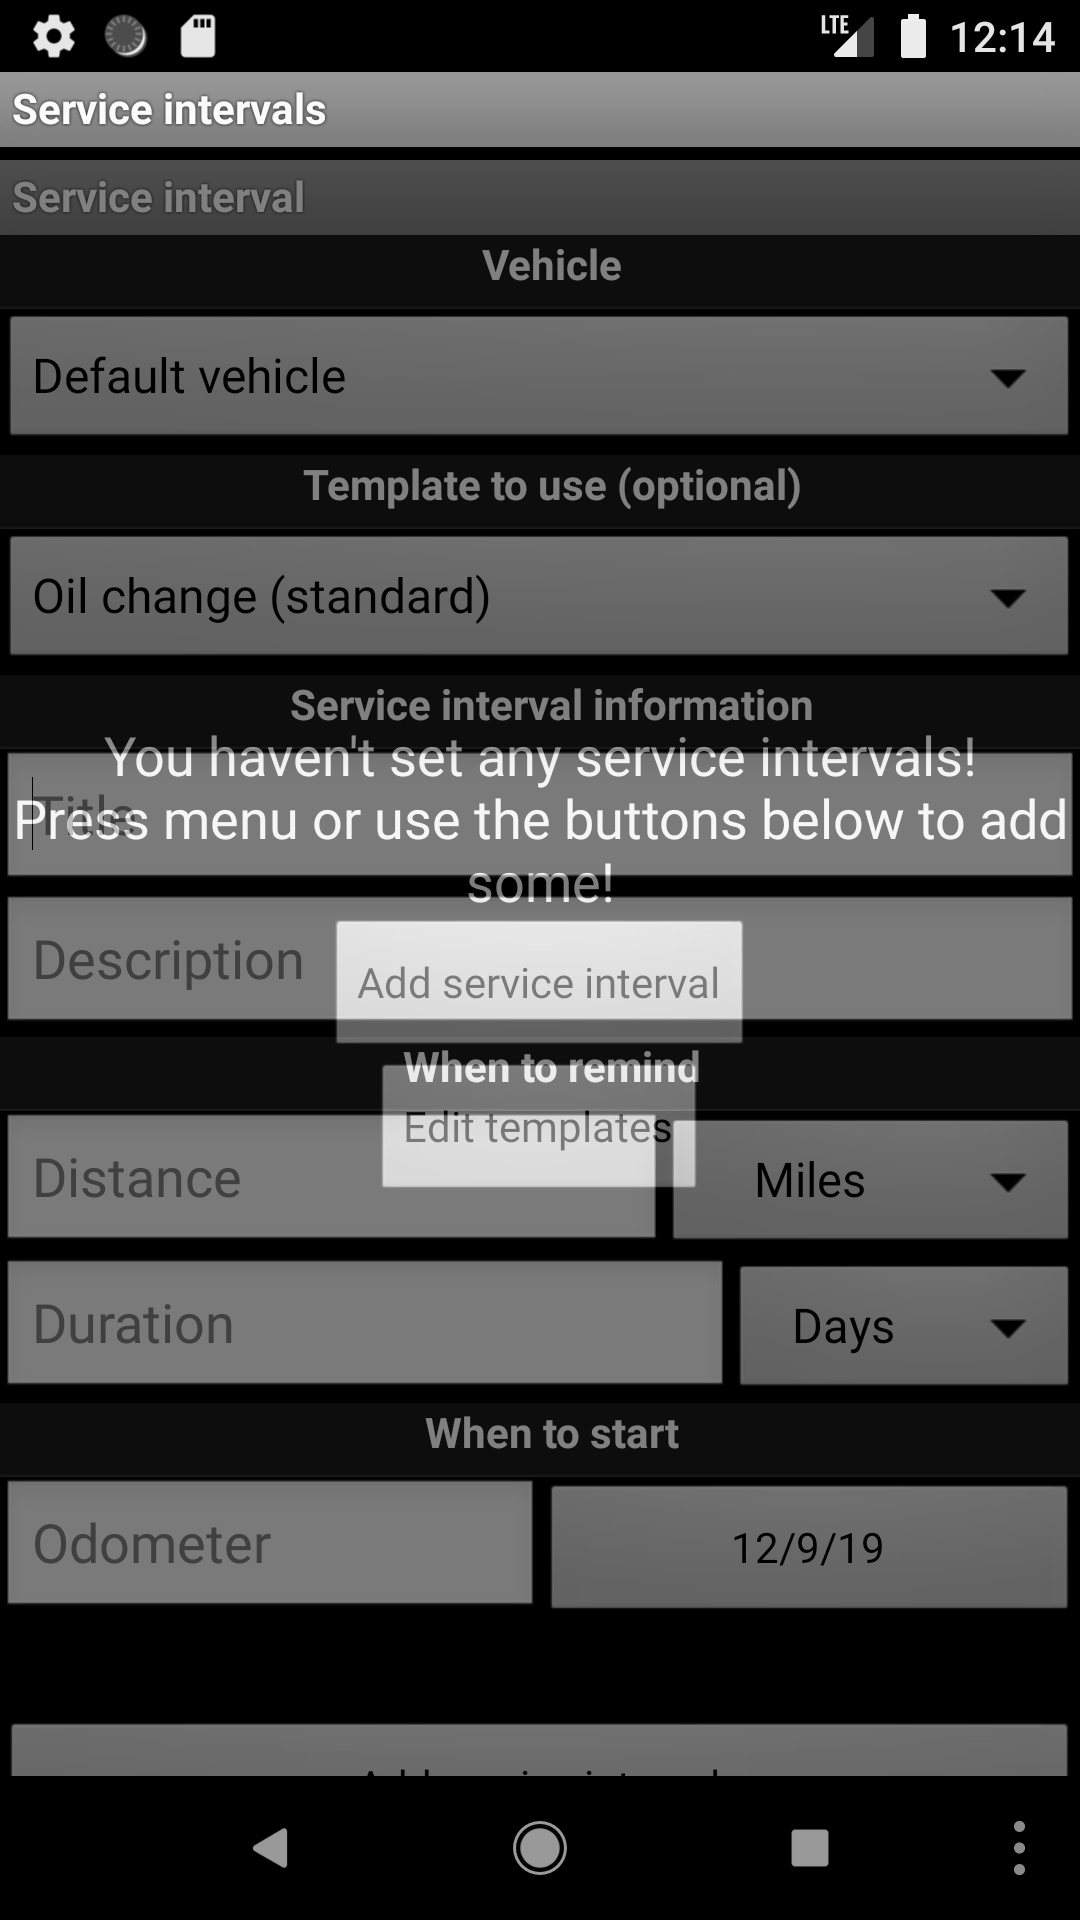 LTE 12:14
Service intervals
Service interval
Vehicle
Default vehicle
Template to use (optional)
Oil change (standard)
Service interval information
You haven't set any service intervals!
Title
Press menu or use the buttons below to add
some!
Description
Add service interval
When to remind
Edit templates
Distance
Miles
Duration
Days
When to start
Odometer
12/9/19